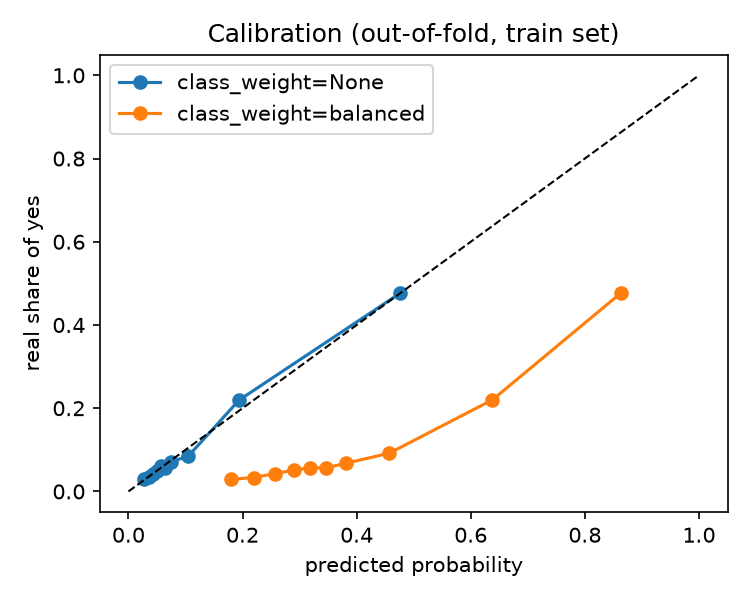 Calibration (out-of-fold, train set)
class_weight=None
class_weight=balanced
1.0
0.8
0.6
0.4
0.2
0.0
real share of yes
0.0 0.2 0.4 0.6 0.8 1.0
predicted probability